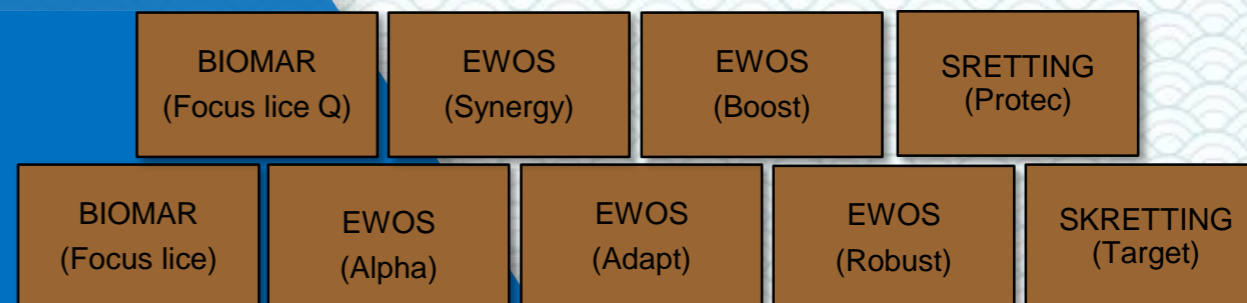 BIOMAR
(Focus lice Q)
EWOS
(Synergy)
EWOS
(Boost)
SRETTING
(Protec)
BIOMAR
(Focus lice)
EWOS
(Alpha)
EWOS
(Adapt)
EWOS
(Robust)
SKRETTING
(Target)